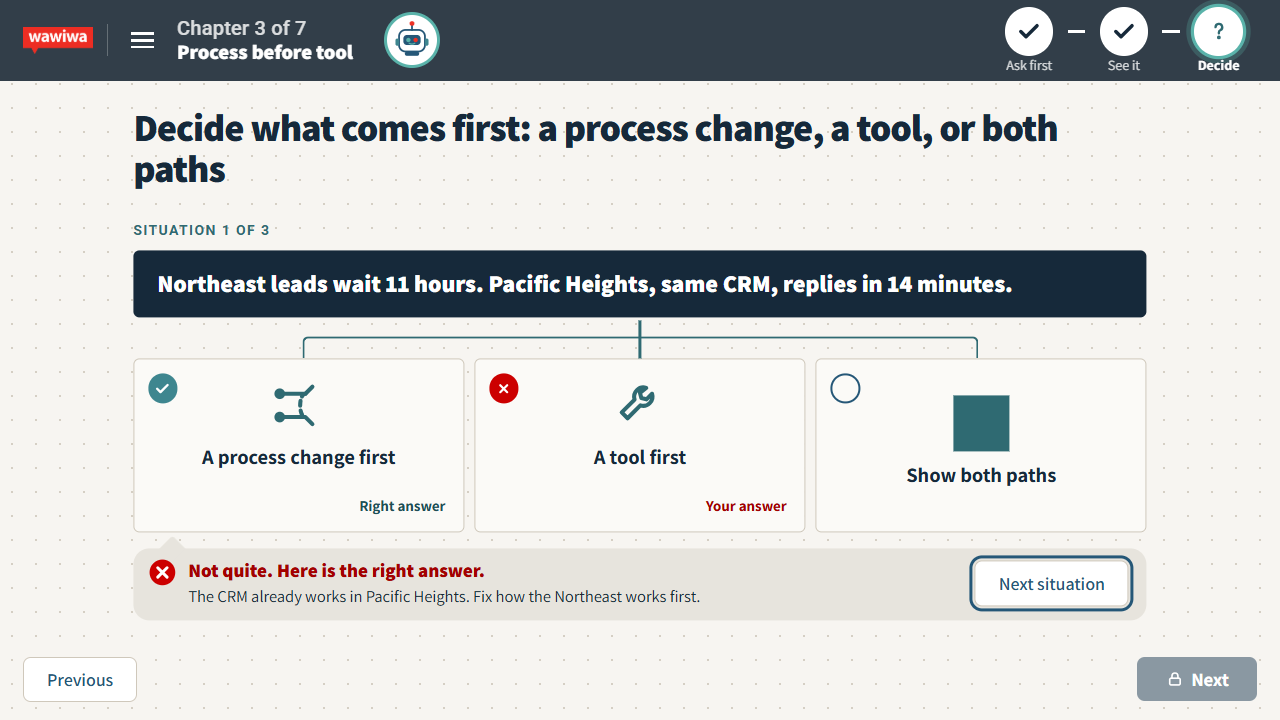 wawiwa
Chapter 3 of 7
Process before tool
Ask first
See it
?
Decide
Decide what comes first: a process change, a tool, or both
paths
SITUATION 1 OF 3
Northeast leads wait 11 hours. Pacific Heights, same CRM, replies in 14 minutes.
A process change first
Right answer
A tool first
Your answer
Show both paths
Not quite. Here is the right answer.
The CRM already works in Pacific Heights. Fix how the Northeast works first.
Next situation
Previous
Next